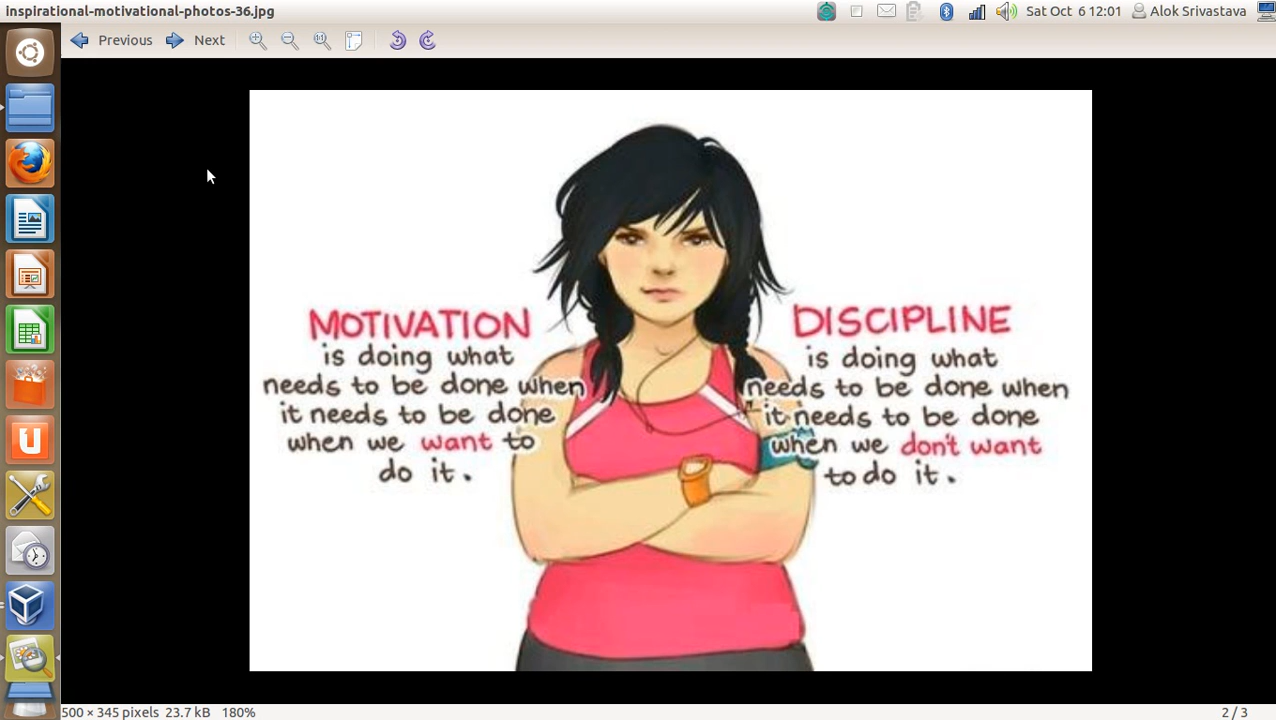 inspirational-motivational-photos-36.jpg
Sat Oct 6 12:01 Alok Srivastava
Previous Next
MOTIVATION
is doing what
needs to be done when
it needs to be done
when we want to
do it.
DISCIPLINE
is doing what
needs to be done when
it needs to be done
when we don't want
to do it.
500 × 345 pixels 23.7 kB 180%
2 / 3